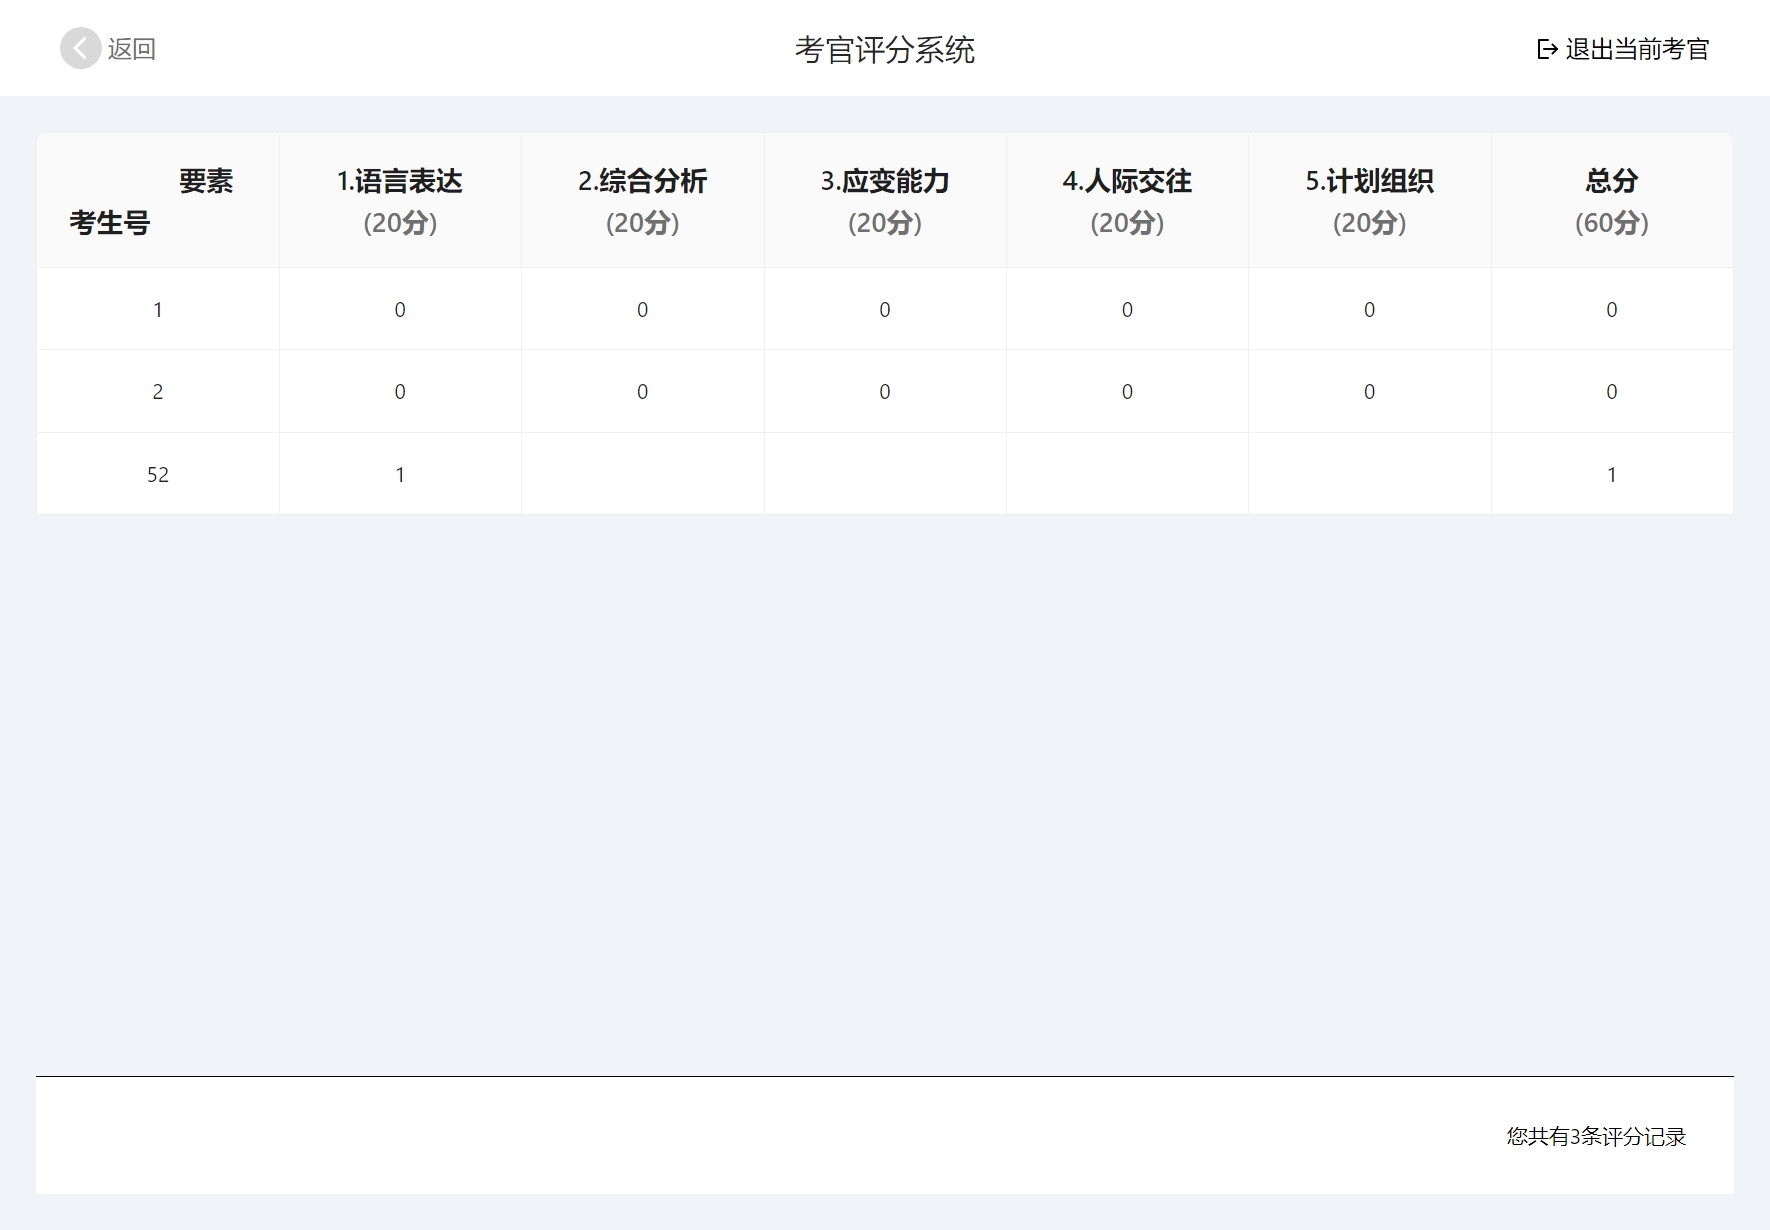 返回
考官评分系统
退出当前考官
要素
考生号
1.语言表达
(20分)
2.综合分析
(20分)
3.应变能力
(20分)
4.人际交往
(20分)
5.计划组织
(20分)
总分
(60分)
1 0 0 0 0 0 0
2 0 0 0 0 0 0
52 1 1
您共有3条评分记录